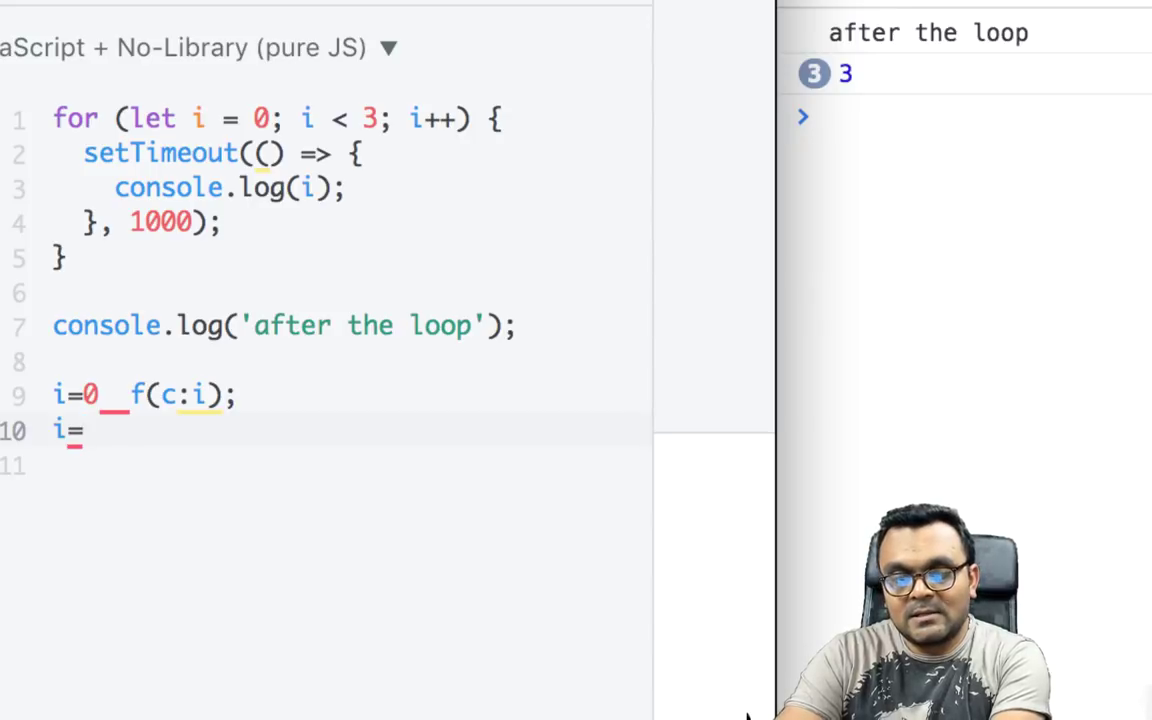 aScript + No-Library (pure JS) ▼
1 for (let i = 0; i < 3; i++) {
2 setTimeout(() => {
3 console.log(i);
4 }, 1000);
5 }
6
7 console.log('after the loop');
8
9 i=0 f(c:i);
10 i=
11
after the loop
3 3
>